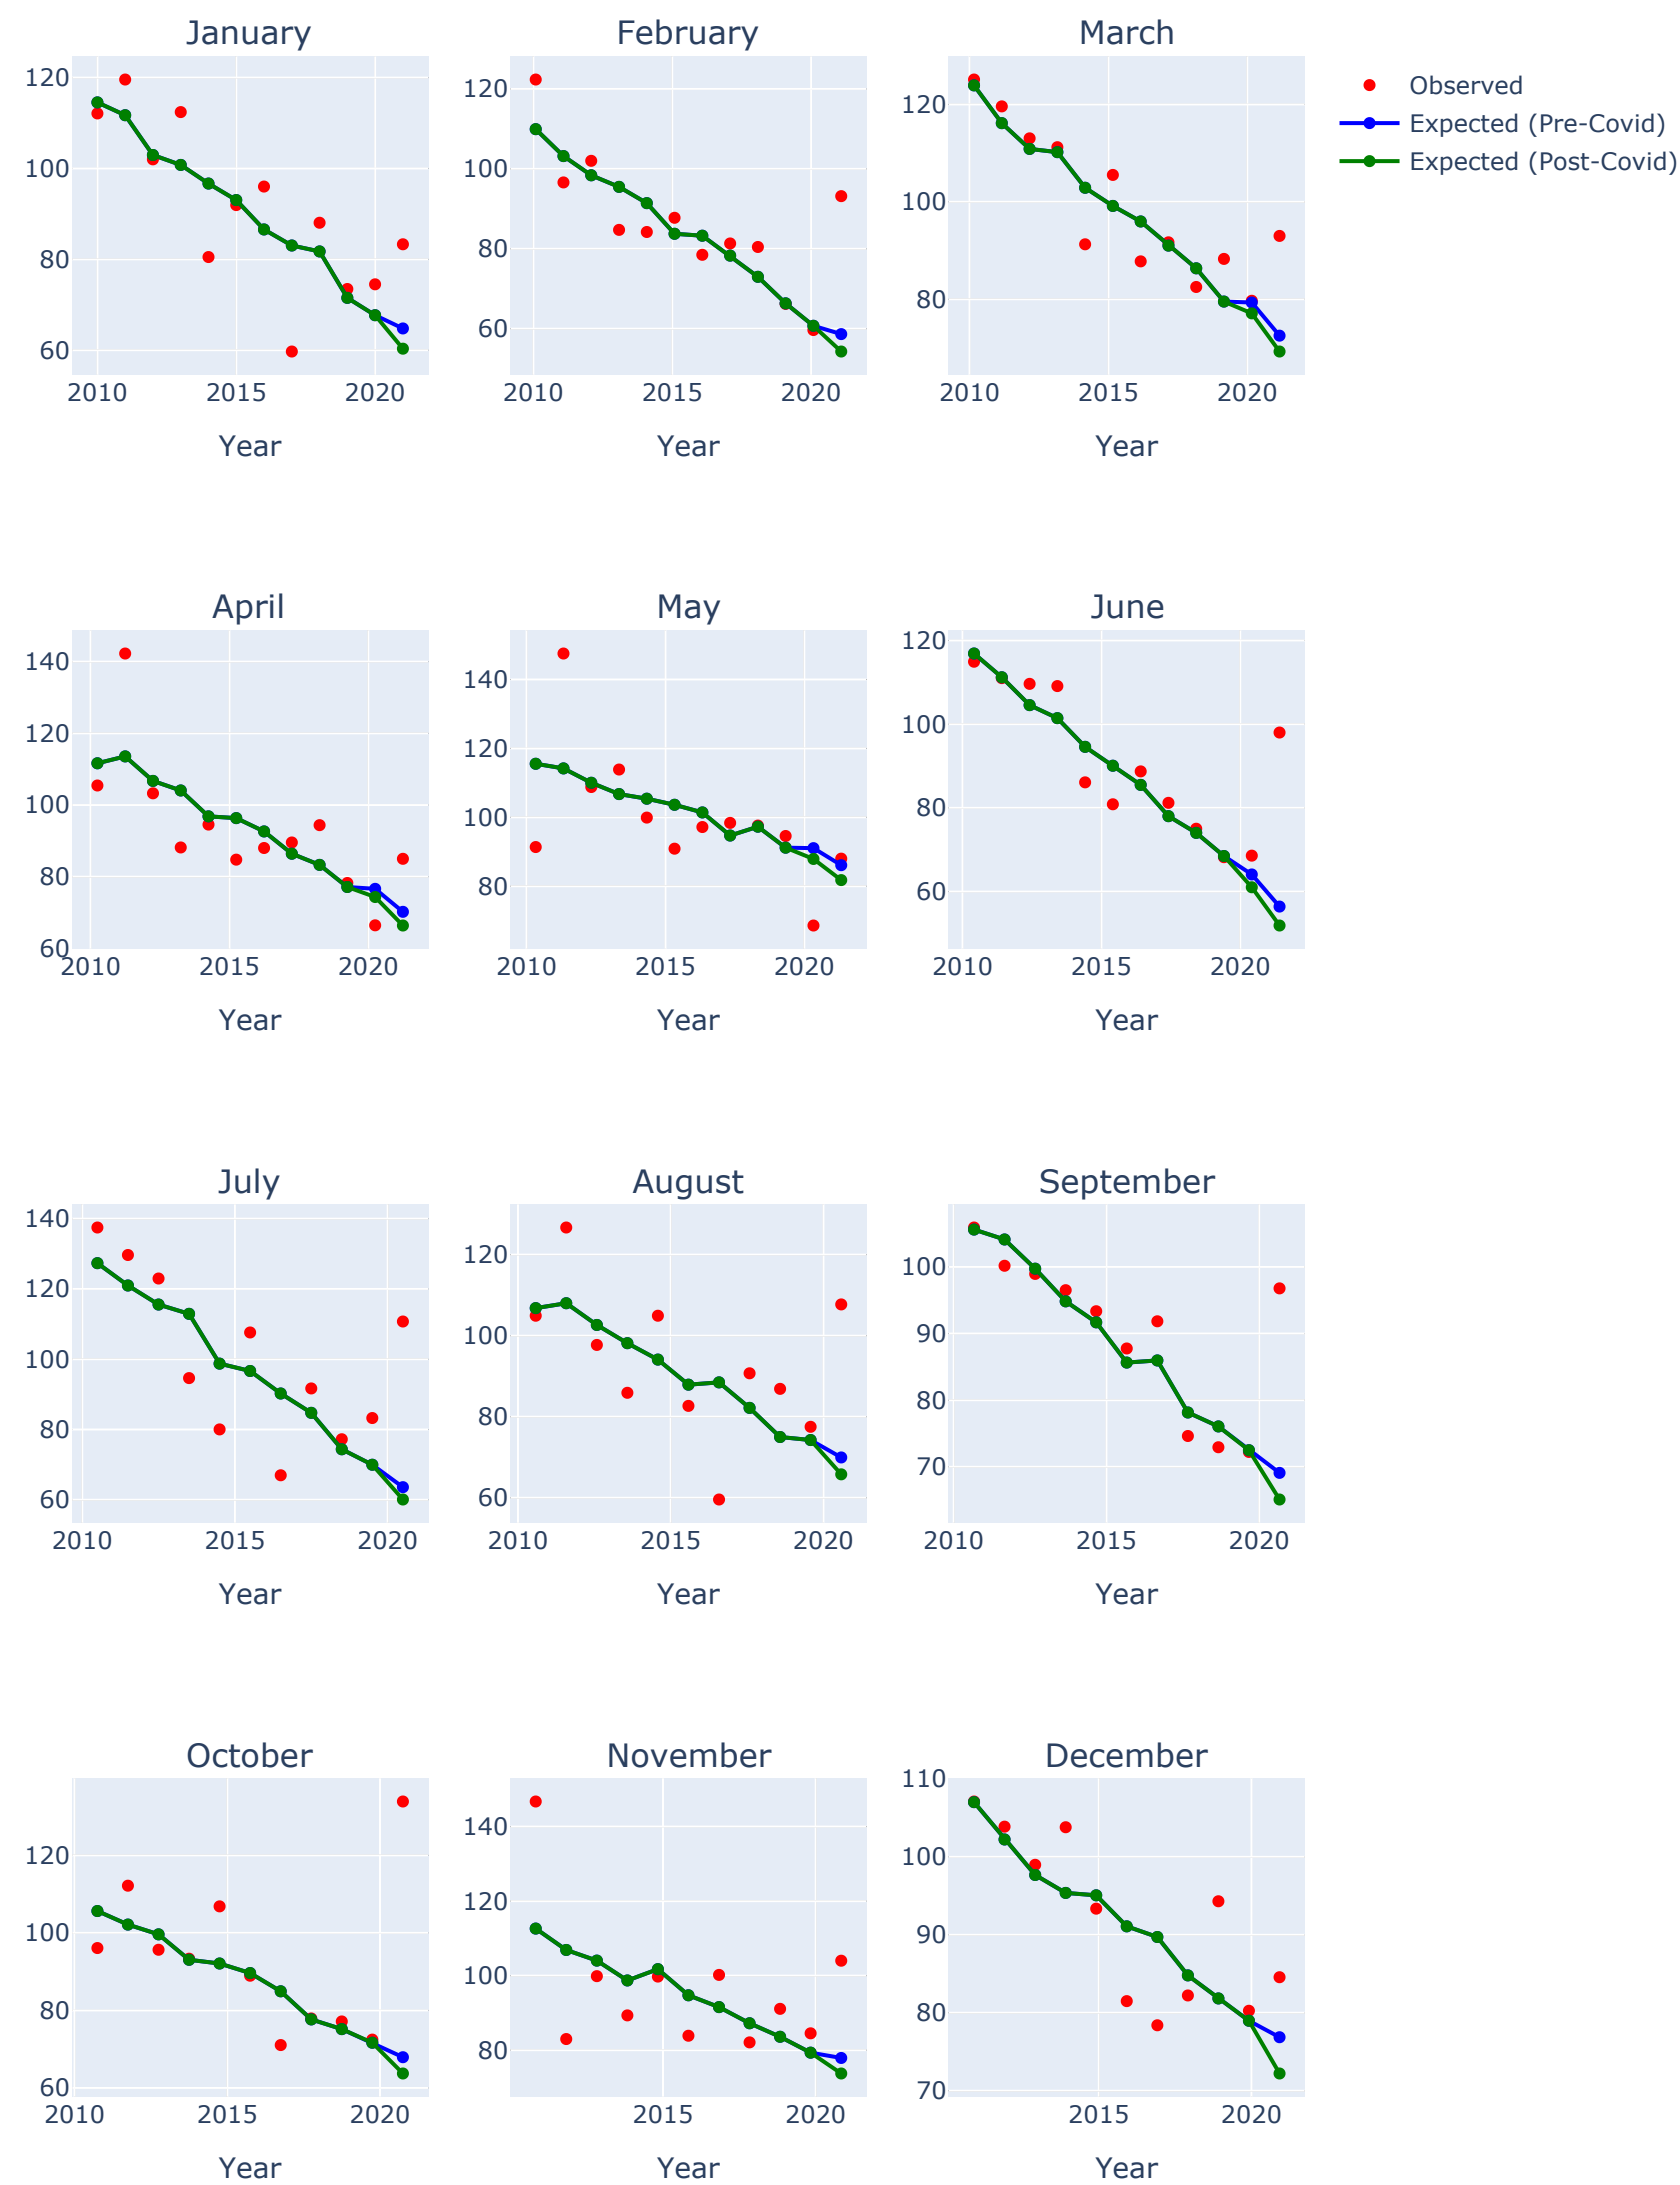 January February March
120
100
80
60
2010 2015 2020
Year
120
100
80
60
2010 2015 2020
Year
120
100
80
2010 2015 2020
Year
Observed
Expected (Pre-Covid)
Expected (Post-Covid)
April May June
140
120
100
80
60
2010 2015 2020
Year
140
120
100
80
2010 2015 2020
Year
120
100
80
60
2010 2015 2020
Year
July August September
140
120
100
80
60
2010 2015 2020
Year
120
100
80
60
2010 2015 2020
Year
100
90
80
70
2010 2015 2020
Year
October November December
120
100
80
60
2010 2015 2020
Year
140
120
100
80
2015 2020
Year
110
100
90
80
70
2015 2020
Year